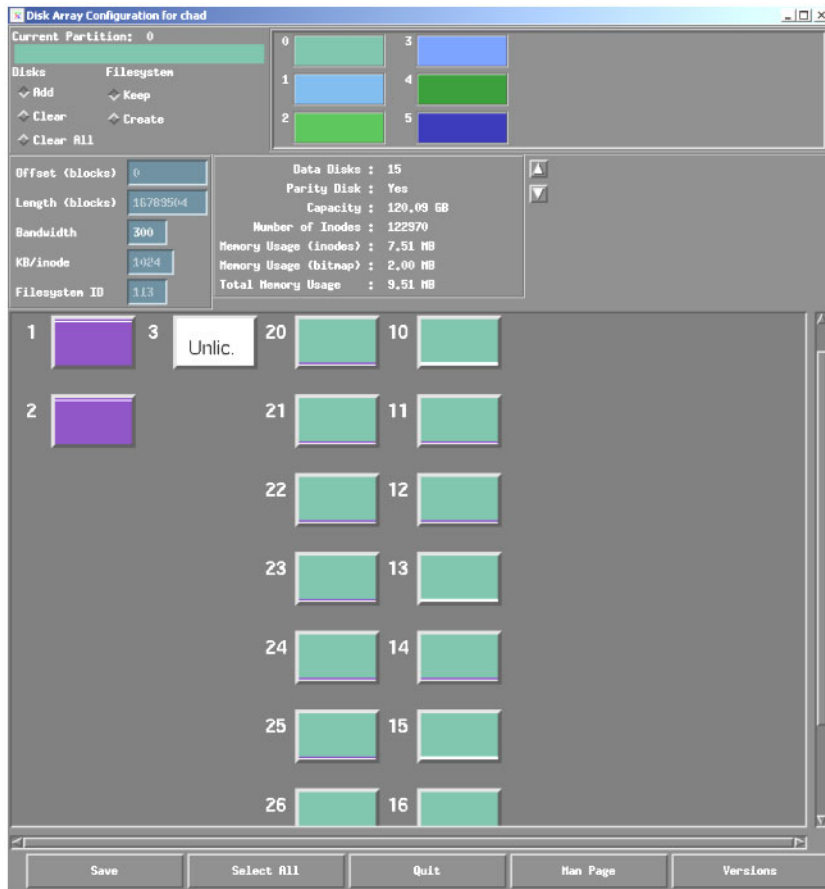 Disk Array Configuration for chad
Current Partition: 0
Disks Filesystem
Add Keep
Clear Create
Clear All
0 3
1 4
2 5
Offset (blocks) 0
Length (blocks) 16789504
Bandwidth 300
KB/inode 1024
Filesystem ID 113
Data Disks : 15
Parity Disk : Yes
Capacity : 120.09 GB
Number of Inodes : 122970
Memory Usage (inodes) : 7.51 MB
Memory Usage (bitmap) : 2.00 MB
Total Memory Usage : 9.51 MB
1 3 Unlic. 20 10
2 21 11
22 12
23 13
24 14
25 15
26 16
Save Select All Quit Man Page Versions